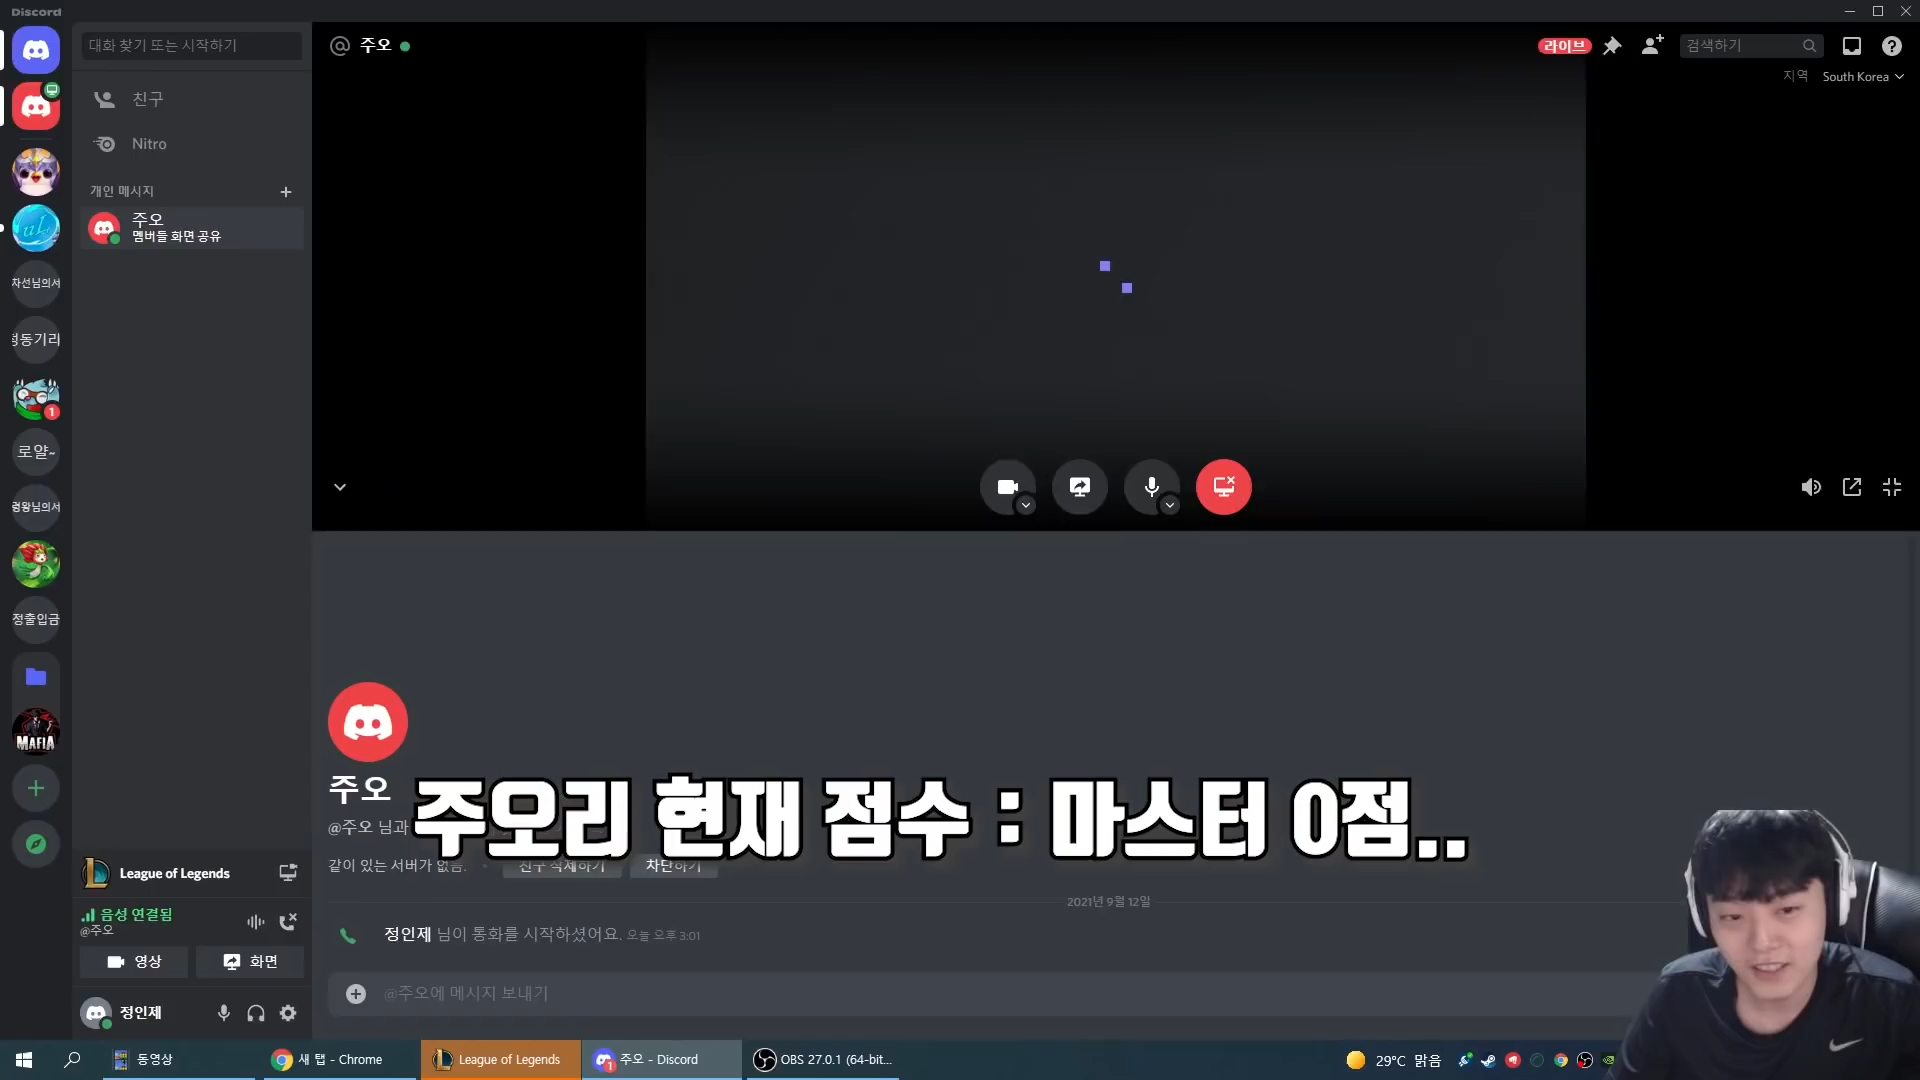 Discord
대화 찾기 또는 시작하기
@ 주오
라이브
검색하기
지역 South Korea
친구
Nitro
개인 메시지
주오
멤버들 화면 공유
로얄~
정출입금
MAFIA
주오
주오리 현재 점수 : 마스터 0점..
@주오 님과
같이 있는 서버가 없음.
친구 삭제하기
차단하기
2021년 9월 12일
정인제 님이 통화를 시작하셨어요. 오늘 오후 3:01
@주오에 메시지 보내기
League of Legends
음성 연결됨
@주오
영상
화면
정인제
동영상
새 탭 - Chrome
League of Legends
주오 - Discord
OBS 27.0.1 (64-bit...
29°C 맑음